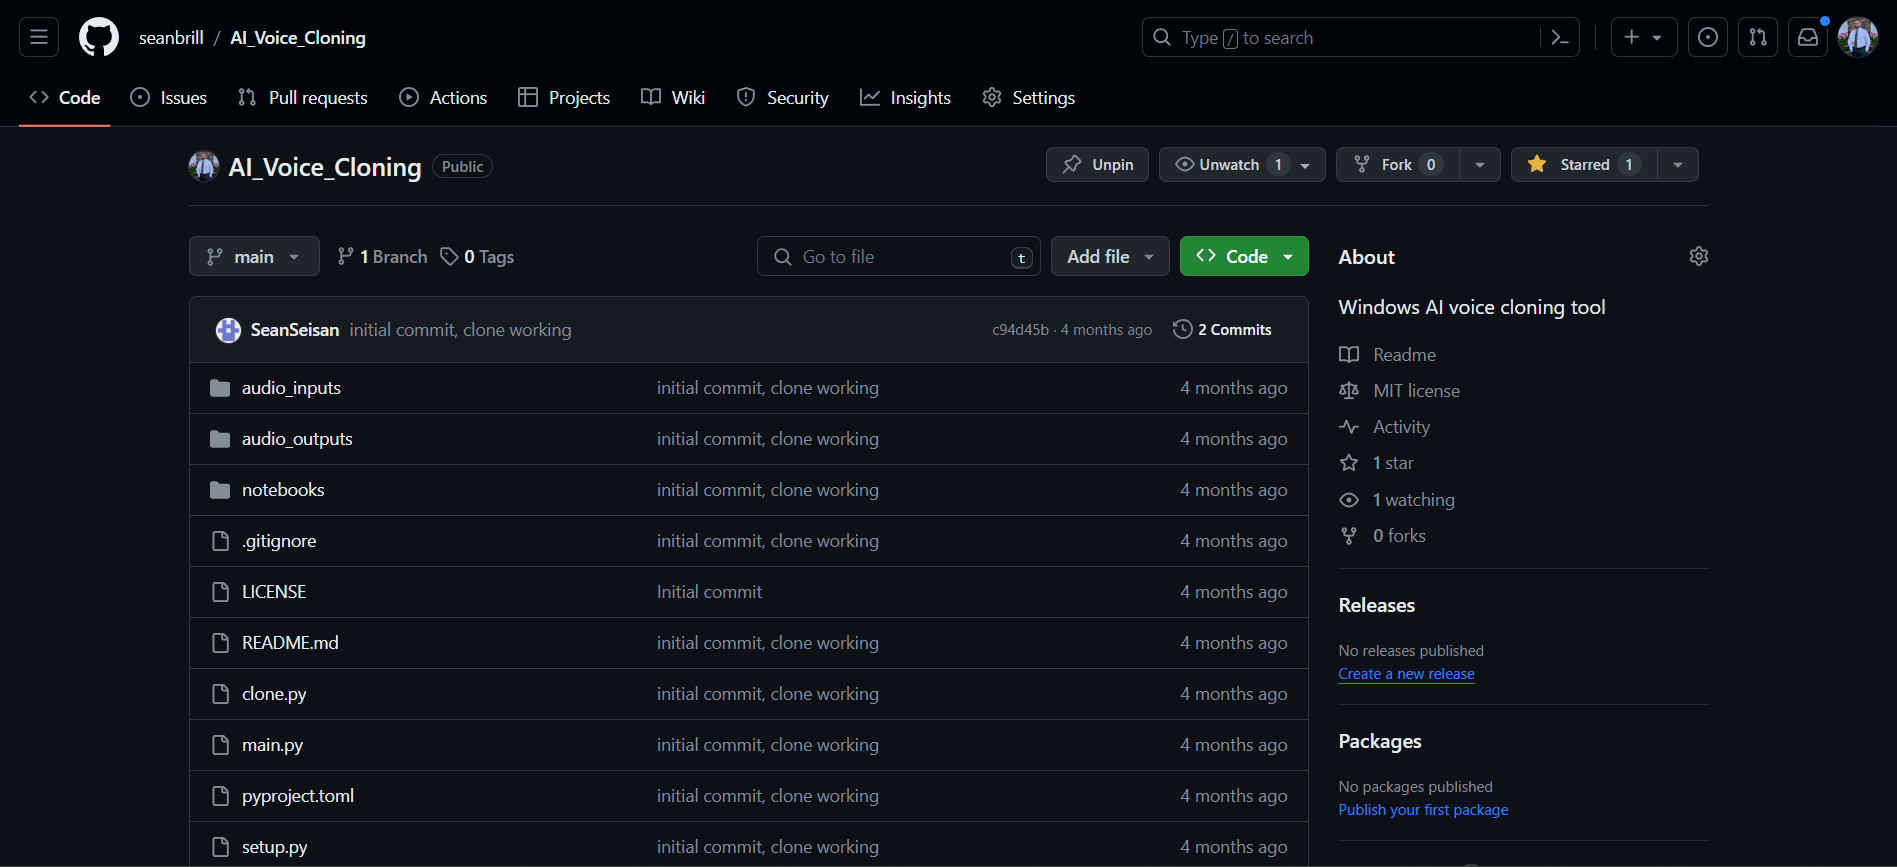 seanbrill / AI_Voice_Cloning
Type / to search
Code Issues Pull requests Actions Projects Wiki Security Insights Settings
AI_Voice_Cloning Public
Unpin Unwatch 1 Fork 0 Starred 1
main 1 Branch 0 Tags
Go to file t
Add file Code
SeanSeisan initial commit, clone working c94d45b · 4 months ago 2 Commits
audio_inputs initial commit, clone working 4 months ago
audio_outputs initial commit, clone working 4 months ago
notebooks initial commit, clone working 4 months ago
.gitignore initial commit, clone working 4 months ago
LICENSE Initial commit 4 months ago
README.md initial commit, clone working 4 months ago
clone.py initial commit, clone working 4 months ago
main.py initial commit, clone working 4 months ago
pyproject.toml initial commit, clone working 4 months ago
setup.py initial commit, clone working 4 months ago
About
Windows AI voice cloning tool
Readme
MIT license
Activity
1 star
1 watching
0 forks
Releases
No releases published
Create a new release
Packages
No packages published
Publish your first package